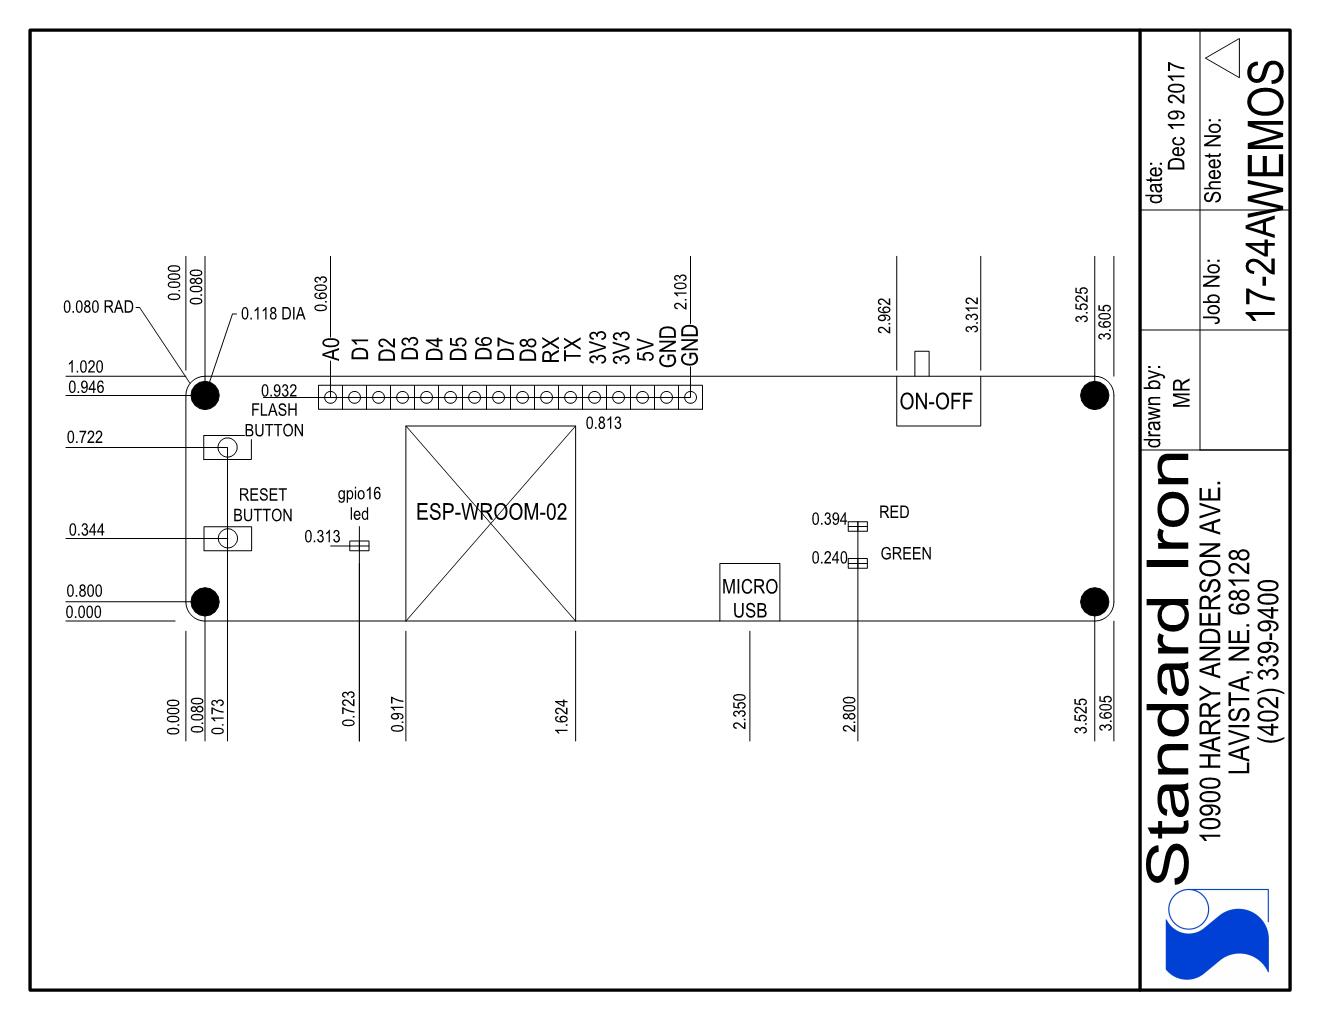 0.000
0.080
0.603
2.103
2.962
3.312
3.525
3.605
0.080 RAD
0.118 DIA
A0
D1
D2
D3
D4
D5
D6
D7
D8
RX
TX
3V3
3V3
5V
GND
GND
1.020
0.946
0.932
FLASH
BUTTON
0.813
ON-OFF
0.722
RESET
BUTTON
gpio16
led
ESP-WROOM-02
0.394
RED
0.344
0.313
0.240
GREEN
0.800
0.000
MICRO
USB
0.000
0.080
0.173
0.723
0.917
1.624
2.350
2.800
3.525
3.605
date:
Dec 19 2017
Sheet No:
Job No:
17-24AWEMOS
drawn by:
MR
Standard Iron
10900 HARRY ANDERSON AVE.
LAVISTA, NE. 68128
(402) 339-9400